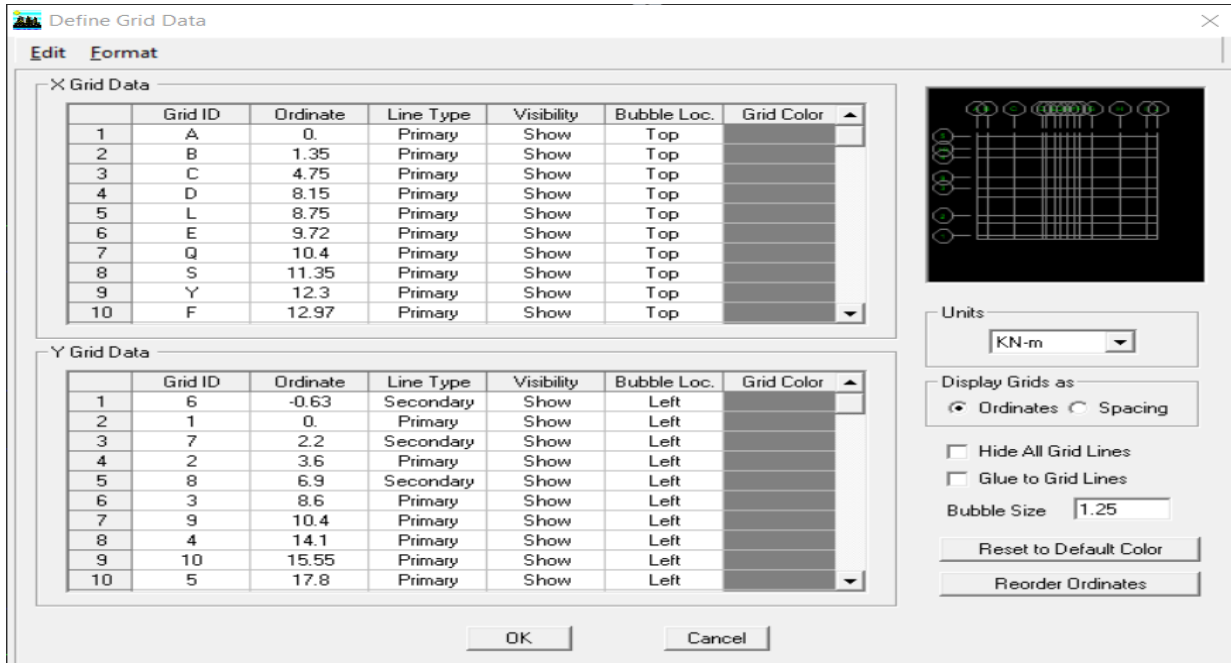 Define Grid Data
Edit Format
X Grid Data
Grid ID Ordinate Line Type Visibility Bubble Loc. Grid Color
1 A 0. Primary Show Top
2 B 1.35 Primary Show Top
3 C 4.75 Primary Show Top
4 D 8.15 Primary Show Top
5 L 8.75 Primary Show Top
6 E 9.72 Primary Show Top
7 Q 10.4 Primary Show Top
8 S 11.35 Primary Show Top
9 Y 12.3 Primary Show Top
10 F 12.97 Primary Show Top
Y Grid Data
Grid ID Ordinate Line Type Visibility Bubble Loc. Grid Color
1 6 -0.63 Secondary Show Left
2 1 0. Primary Show Left
3 7 2.2 Secondary Show Left
4 2 3.6 Primary Show Left
5 8 6.9 Secondary Show Left
6 3 8.6 Primary Show Left
7 9 10.4 Primary Show Left
8 4 14.1 Primary Show Left
9 10 15.55 Primary Show Left
10 5 17.8 Primary Show Left
Units
KN-m
Display Grids as
Ordinates Spacing
Hide All Grid Lines
Glue to Grid Lines
Bubble Size 1.25
Reset to Default Color
Reorder Ordinates
OK Cancel